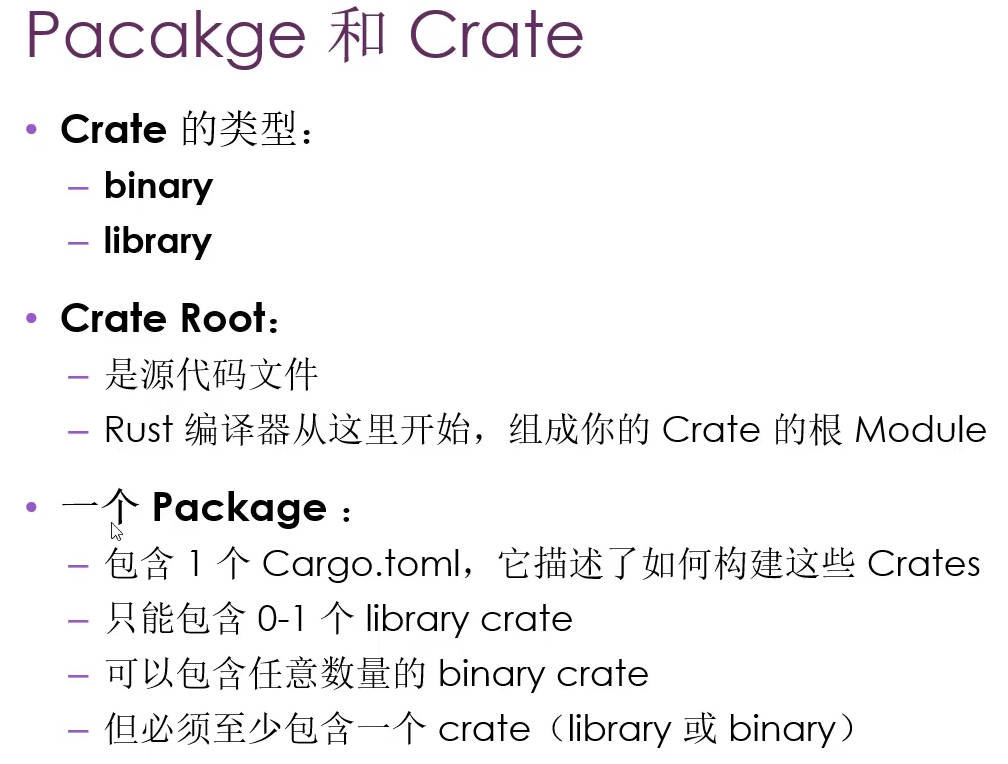 Pacakge 和 Crate
• Crate 的类型：
– binary
– library
• Crate Root：
– 是源代码文件
– Rust 编译器从这里开始，组成你的 Crate 的根 Module
• 一个 Package ：
– 包含 1 个 Cargo.toml，它描述了如何构建这些 Crates
– 只能包含 0-1 个 library crate
– 可以包含任意数量的 binary crate
– 但必须至少包含一个 crate（library 或 binary）